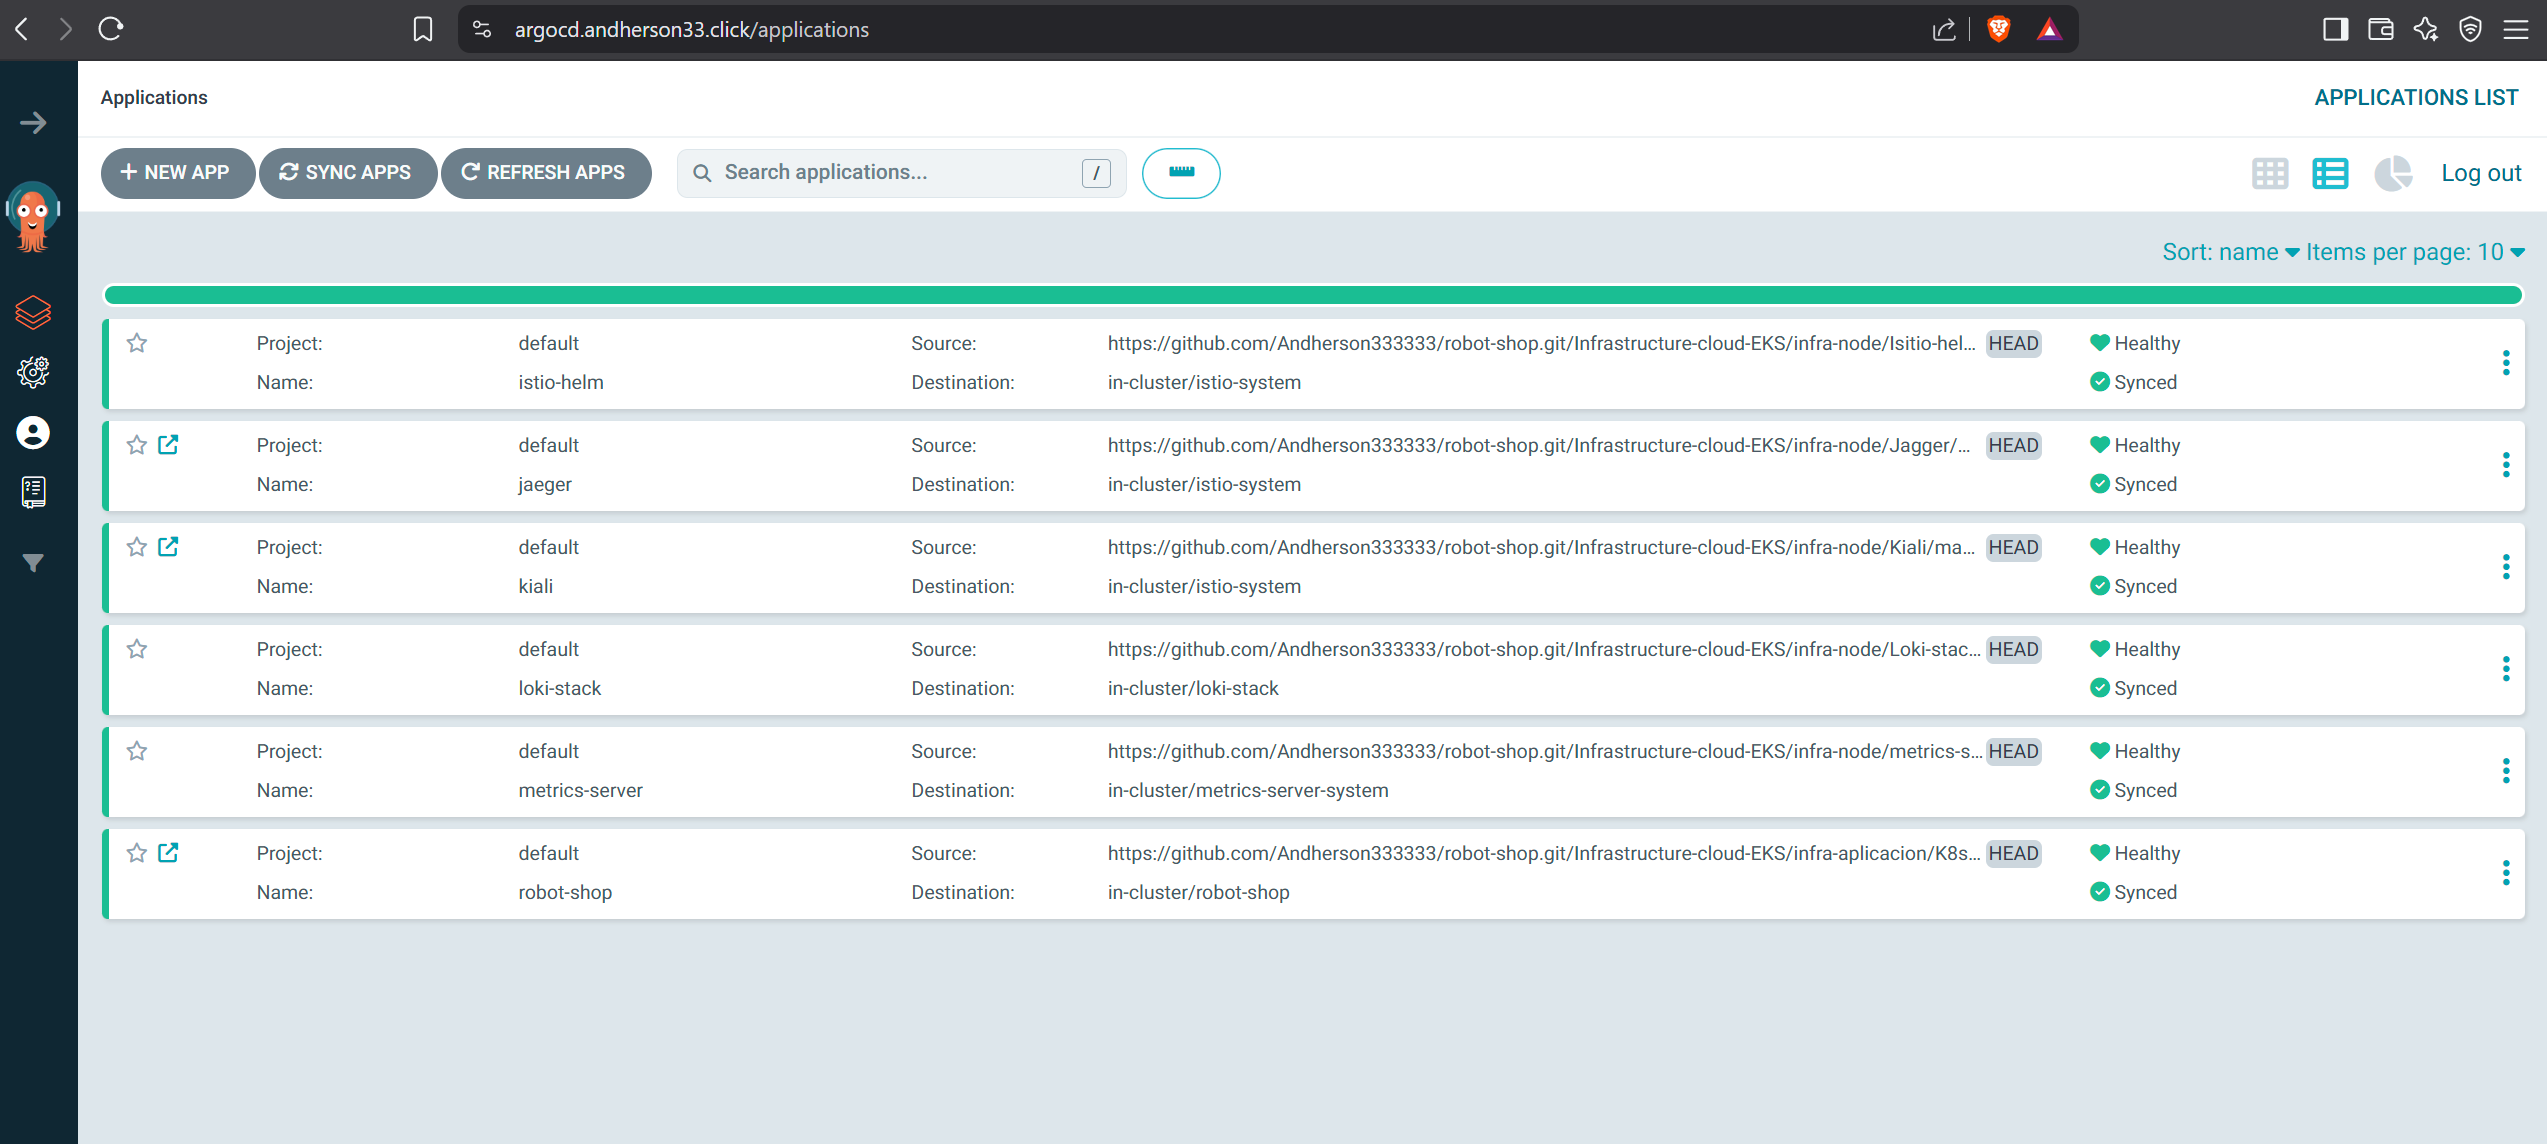 argocd.andherson33.click/applications
Applications
APPLICATIONS LIST
NEW APP
SYNC APPS
REFRESH APPS
Search applications...
/
Log out
Sort: name
Items per page: 10
Project: default Source: https://github.com/Andherson333333/robot-shop.git/Infrastructure-cloud-EKS/infra-node/Isitio-hel... HEAD Healthy
Name: istio-helm Destination: in-cluster/istio-system Synced
Project: default Source: https://github.com/Andherson333333/robot-shop.git/Infrastructure-cloud-EKS/infra-node/Jagger/... HEAD Healthy
Name: jaeger Destination: in-cluster/istio-system Synced
Project: default Source: https://github.com/Andherson333333/robot-shop.git/Infrastructure-cloud-EKS/infra-node/Kiali/ma... HEAD Healthy
Name: kiali Destination: in-cluster/istio-system Synced
Project: default Source: https://github.com/Andherson333333/robot-shop.git/Infrastructure-cloud-EKS/infra-node/Loki-stac... HEAD Healthy
Name: loki-stack Destination: in-cluster/loki-stack Synced
Project: default Source: https://github.com/Andherson333333/robot-shop.git/Infrastructure-cloud-EKS/infra-node/metrics-s... HEAD Healthy
Name: metrics-server Destination: in-cluster/metrics-server-system Synced
Project: default Source: https://github.com/Andherson333333/robot-shop.git/Infrastructure-cloud-EKS/infra-aplicacion/K8s... HEAD Healthy
Name: robot-shop Destination: in-cluster/robot-shop Synced